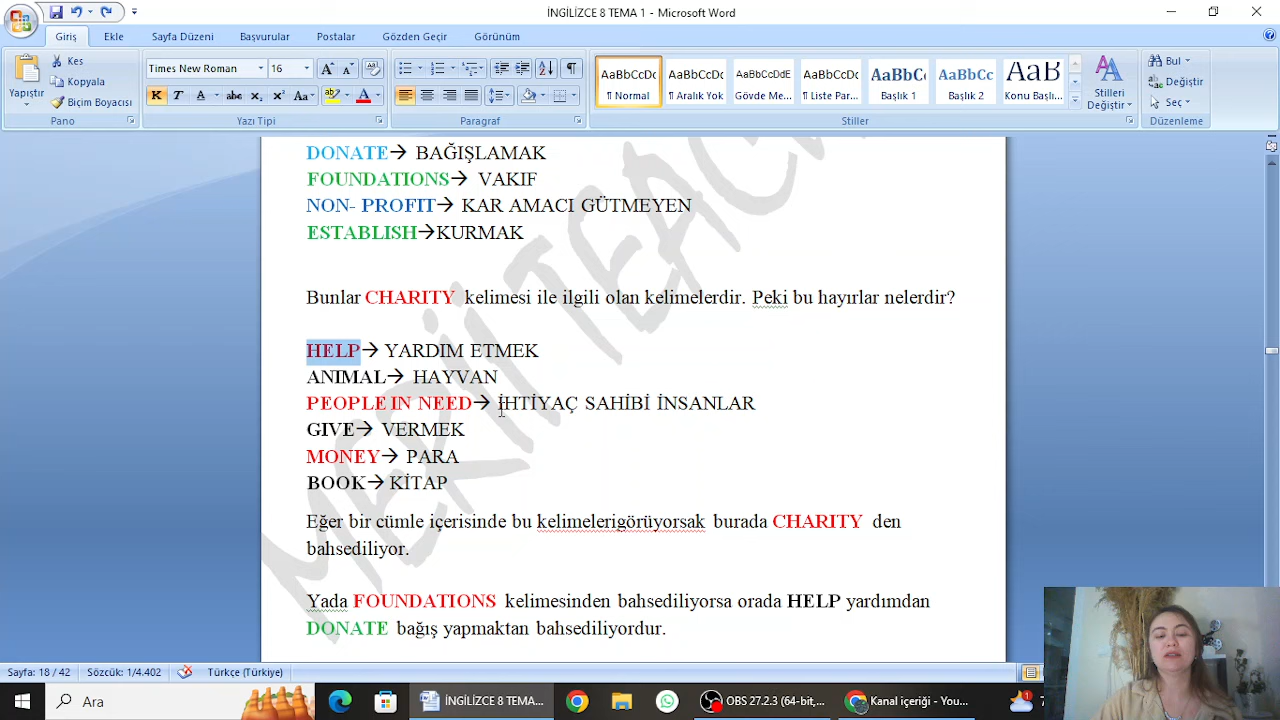 İNGİLİZCE 8 TEMA 1 - Microsoft Word
Giriş Ekle Sayfa Düzeni Başvurular Postalar Gözden Geçir Görünüm
Yapıştır
Kes
Kopyala
Biçim Boyacısı
Pano
Times New Roman 16
Yazı Tipi
Paragraf
AaBbCcDc AaBbCcDc AaBbCcDdE AaBbCcDc AaBbC AaBbCc AaB
¶ Normal ¶ Aralık Yok Gövde Me... ¶ Liste Par... Başlık 1 Başlık 2 Konu Başlı...
Stilleri Değiştir
Stiller
Bul
Değiştir
Seç
Düzenleme
DONATE→ BAĞIŞLAMAK
FOUNDATIONS→ VAKIF
NON- PROFIT→ KAR AMACI GÜTMEYEN
ESTABLISH→KURMAK
Bunlar CHARITY kelimesi ile ilgili olan kelimelerdir. Peki bu hayırlar nelerdir?
HELP→ YARDIM ETMEK
ANIMAL→ HAYVAN
PEOPLE IN NEED→ İHTİYAÇ SAHİBİ İNSANLAR
GIVE→ VERMEK
MONEY→ PARA
BOOK→ KİTAP
Eğer bir cümle içerisinde bu kelimelerigörüyorsak burada CHARITY den
bahsediliyor.
Yada FOUNDATIONS kelimesinden bahsediliyorsa orada HELP yardımdan
DONATE bağış yapmaktan bahsediliyordur.
Sayfa: 18 / 42 Sözcük: 1/4.402 Türkçe (Türkiye)
Ara
İNGİLİZCE 8 TEMA...
OBS 27.2.3 (64-bit,...
Kanal içeriği - You...